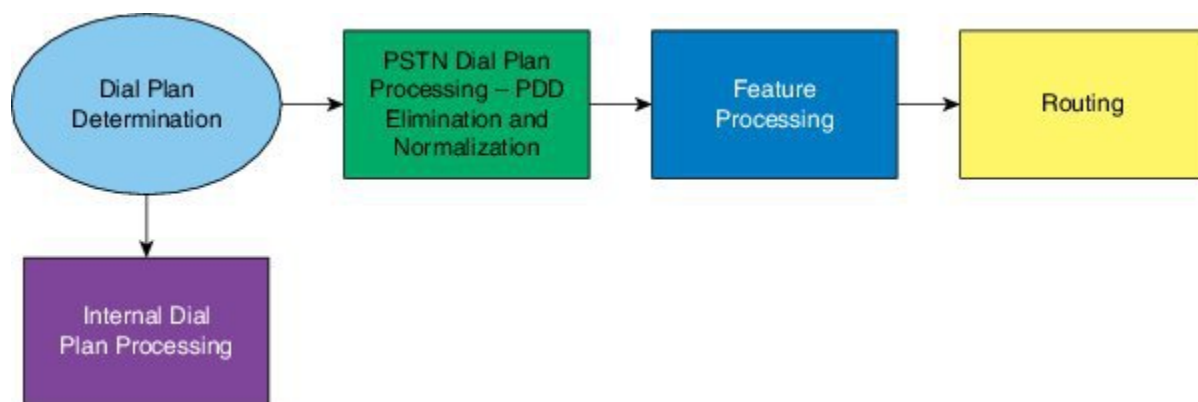 Dial Plan
Determination
PSTN Dial Plan
Processing – PDD
Elimination and
Normalization
Feature
Processing
Routing
Internal Dial
Plan Processing